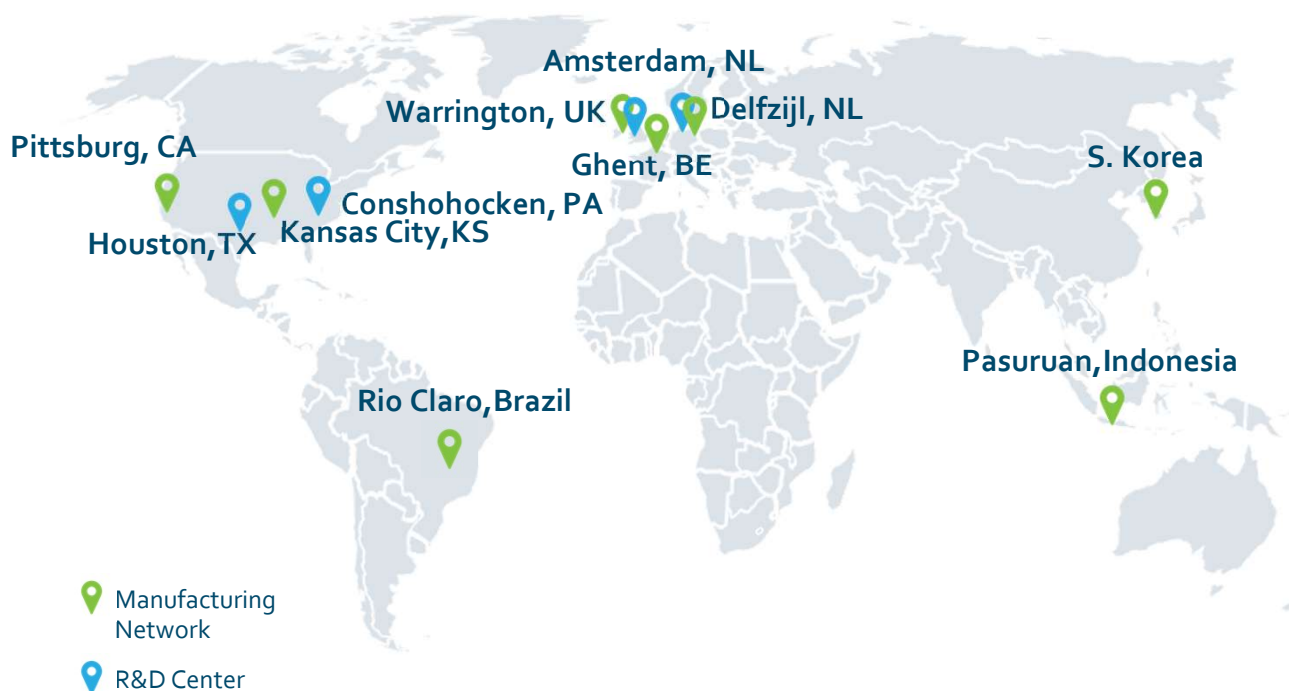 Amsterdam, NL
Warrington, UK
Delfzijl, NL
Pittsburg, CA
Ghent, BE
S. Korea
Conshohocken, PA
Houston,TX
Kansas City,KS
Pasuruan,Indonesia
Rio Claro,Brazil
Manufacturing
Network
R&D Center